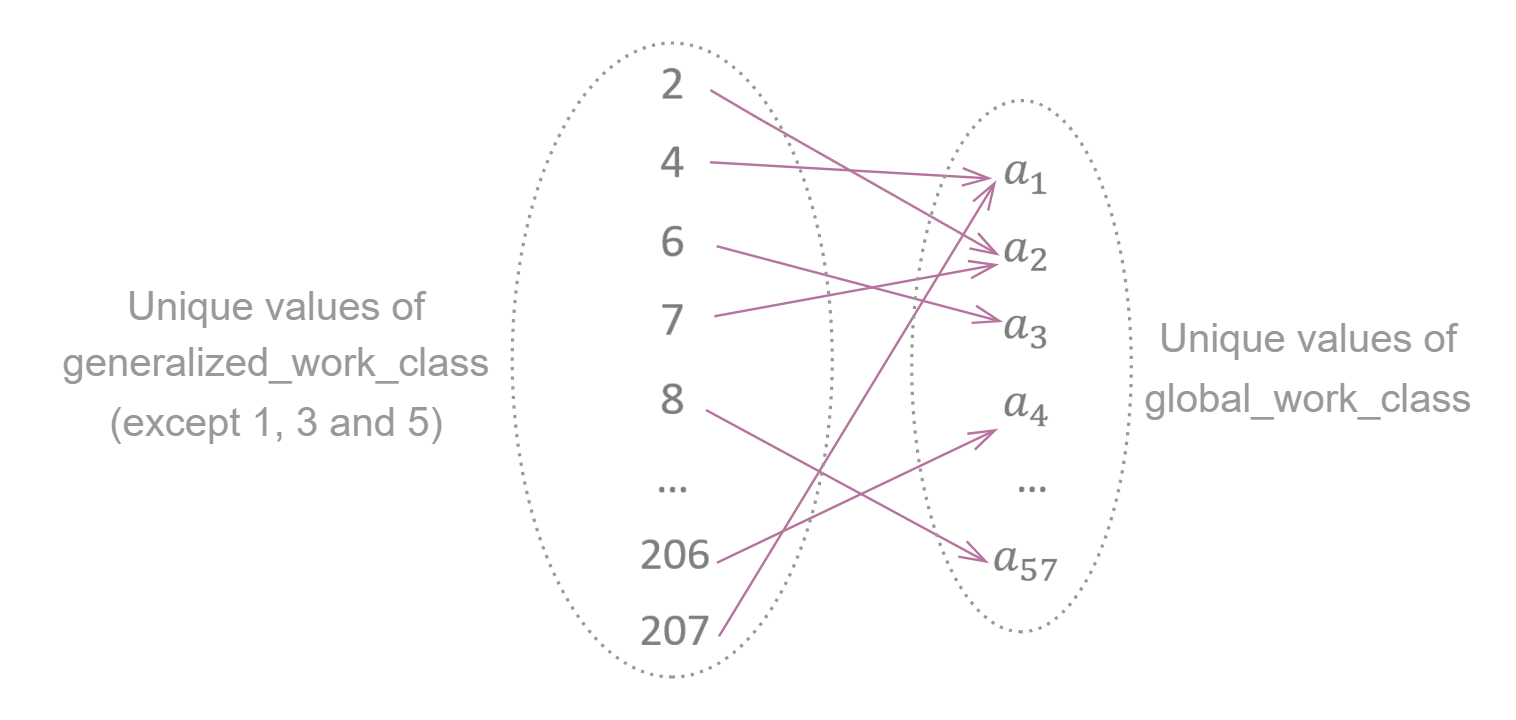 Unique values of
generalized_work_class
(except 1, 3 and 5)
2
4
6
7
8
...
206
207
a₁
a₂
a₃
a₄
...
a₅₇
Unique values of
global_work_class